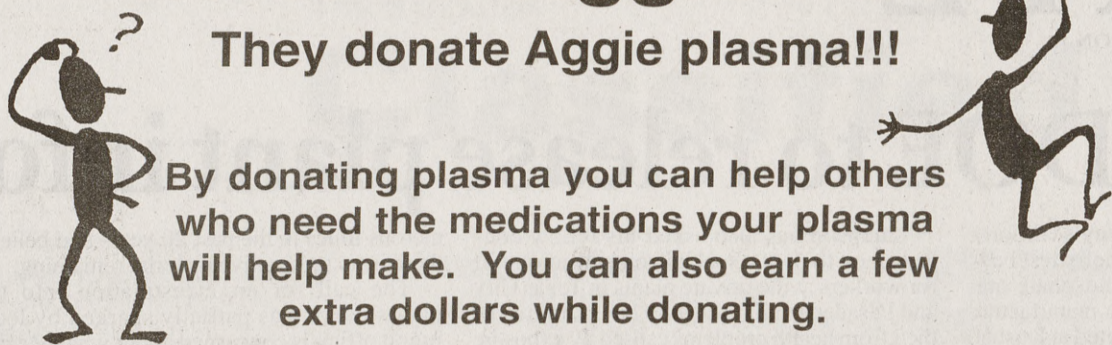 ?
They donate Aggie plasma!!!
By donating plasma you can help others
who need the medications your plasma
will help make. You can also earn a few
extra dollars while donating.